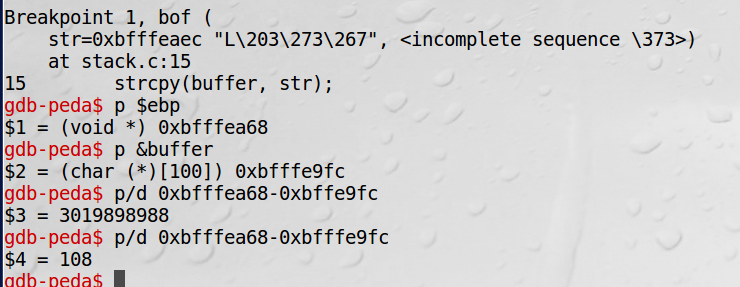 Breakpoint 1, bof (
    str=0xbfffeaec "L\203\273\267", <incomplete sequence \373>)
    at stack.c:15
15        strcpy(buffer, str);
gdb-peda$ p $ebp
$1 = (void *) 0xbfffea68
gdb-peda$ p &buffer
$2 = (char (*)[100]) 0xbfffe9fc
gdb-peda$ p/d 0xbfffea68-0xbffe9fc
$3 = 3019898988
gdb-peda$ p/d 0xbfffea68-0xbfffe9fc
$4 = 108
gdb-peda$